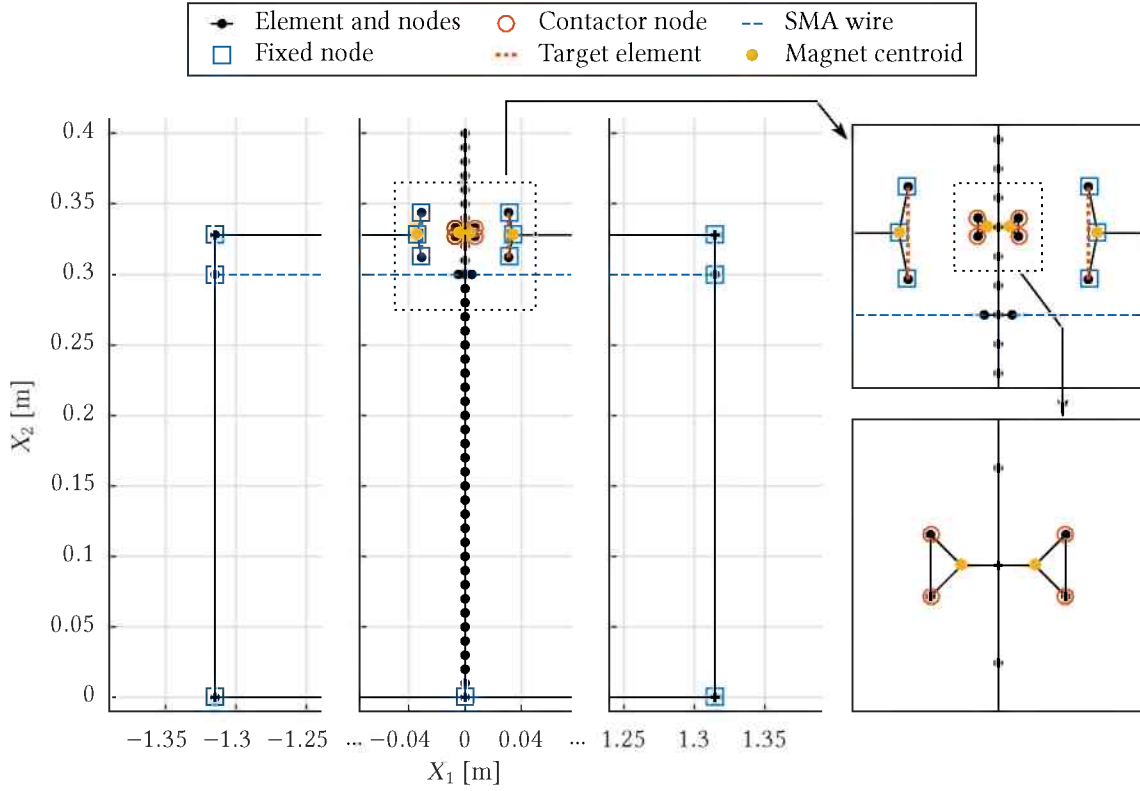 Element and nodes Contactor node SMA wire
Fixed node Target element Magnet centroid
0.4
0.35
0.3
0.25
0.2
0.15
0.1
0.05
0
X₂ [m]
−1.35 −1.3 −1.25 ... −0.04 0 0.04 ... 1.25 1.3 1.35
X₁ [m]